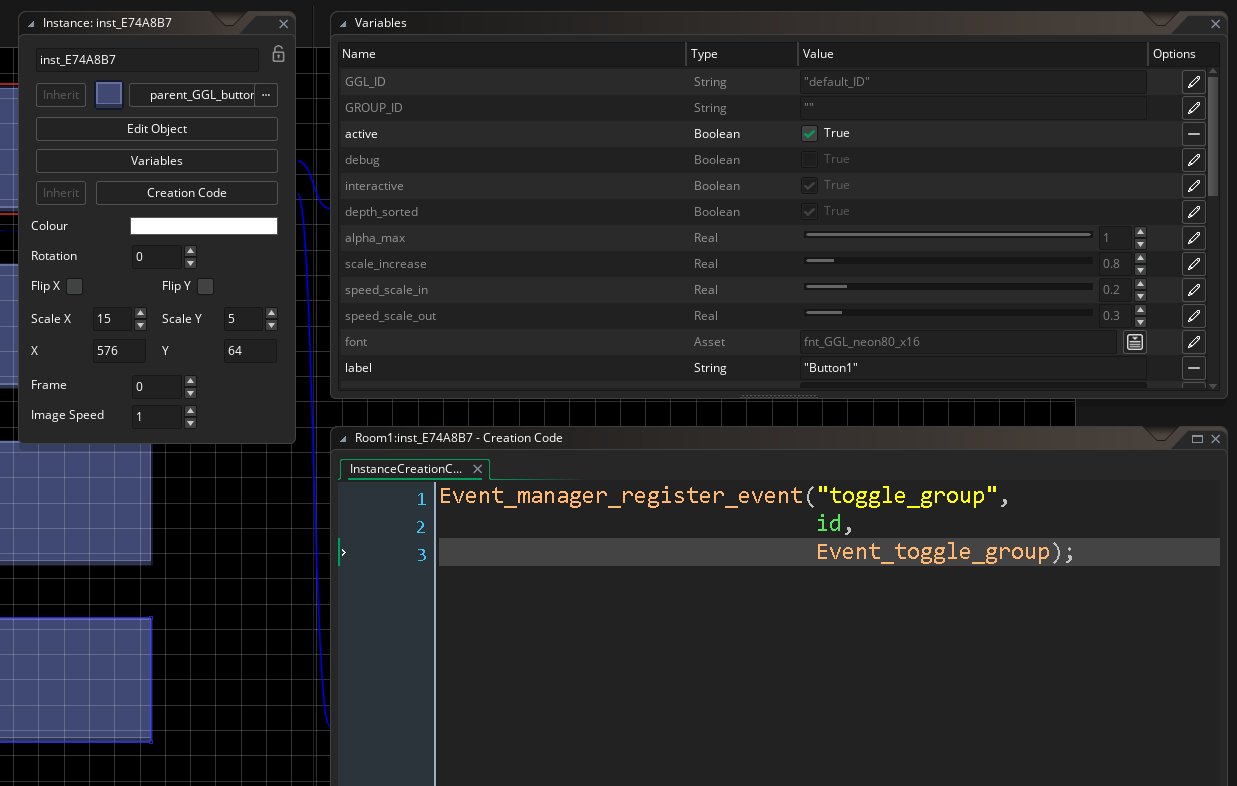 Instance: inst_E74A8B7
inst_E74A8B7
Inherit
parent_GGL_button
...
Edit Object
Variables
Inherit
Creation Code
Colour
Rotation 0
Flip X Flip Y
Scale X 15 Scale Y 5
X 576 Y 64
Frame 0
Image Speed 1
Variables
Name Type Value Options
GGL_ID String "default_ID"
GROUP_ID String ""
active Boolean True
debug Boolean True
interactive Boolean True
depth_sorted Boolean True
alpha_max Real 1
scale_increase Real 0.8
speed_scale_in Real 0.2
speed_scale_out Real 0.3
font Asset fnt_GGL_neon80_x16
label String "Button1"
Room1:inst_E74A8B7 - Creation Code
InstanceCreationC...
1 Event_manager_register_event("toggle_group",
2 id,
3 Event_toggle_group);